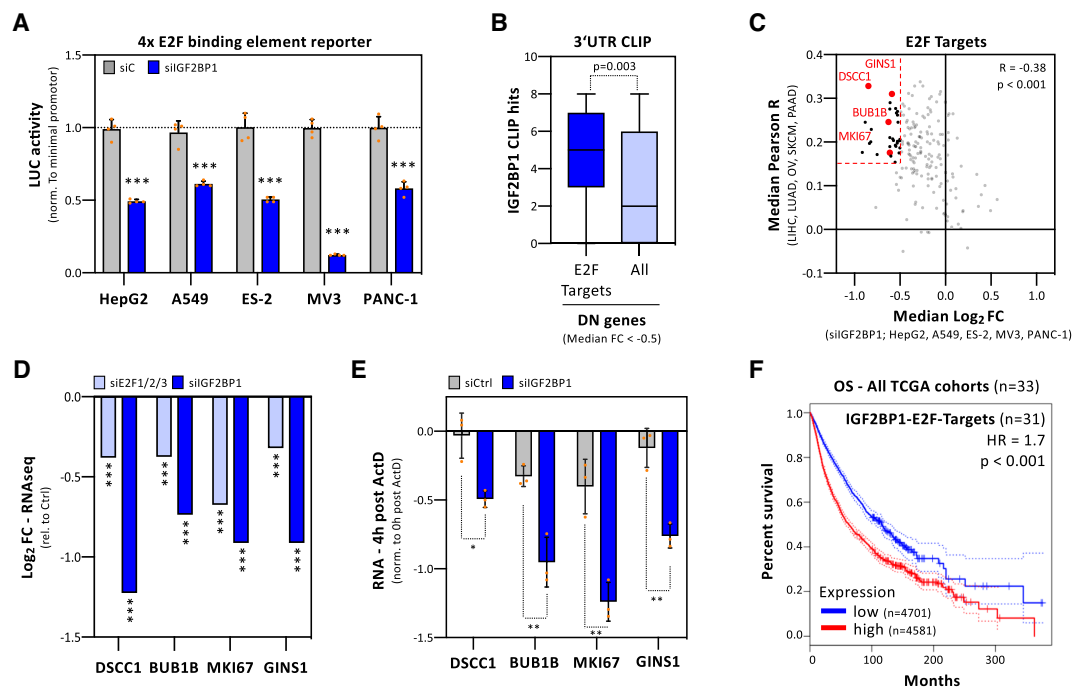 A
4x E2F binding element reporter
siC siIGF2BP1
LUC activity
(norm. To minimal promotor)
1.5
1.0
0.5
0.0
***
***
***
***
***
HepG2 A549 ES-2 MV3 PANC-1
B
3‘UTR CLIP
p=0.003
IGF2BP1 CLIP hits
10
8
6
4
2
0
E2F All
Targets
DN genes
(Median FC < -0.5)
C
E2F Targets
R = -0.38
p < 0.001
GINS1
DSCC1
BUB1B
MKI67
Median Pearson R
(LIHC, LUAD, OV, SKCM, PAAD)
0.4
0.3
0.2
0.1
0.0
-0.1
-1.0 -0.5 0.0 0.5 1.0
Median Log2 FC
(siIGF2BP1; HepG2, A549, ES-2, MV3, PANC-1)
D
siE2F1/2/3 siIGF2BP1
Log2 FC - RNAseq
(rel. to Ctrl)
0.0
-0.5
-1.0
-1.5
***
***
***
***
***
***
***
***
DSCC1 BUB1B MKI67 GINS1
E
siCtrl siIGF2BP1
RNA - 4h post ActD
(norm. to 0h post ActD)
0.0
-0.5
-1.0
-1.5
*
**
**
**
DSCC1 BUB1B MKI67 GINS1
F
OS - All TCGA cohorts (n=33)
IGF2BP1-E2F-Targets (n=31)
HR = 1.7
p < 0.001
Percent survival
1.0
0.8
0.6
0.4
0.2
0.0
Expression
low (n=4701)
high (n=4581)
0 100 200 300
Months